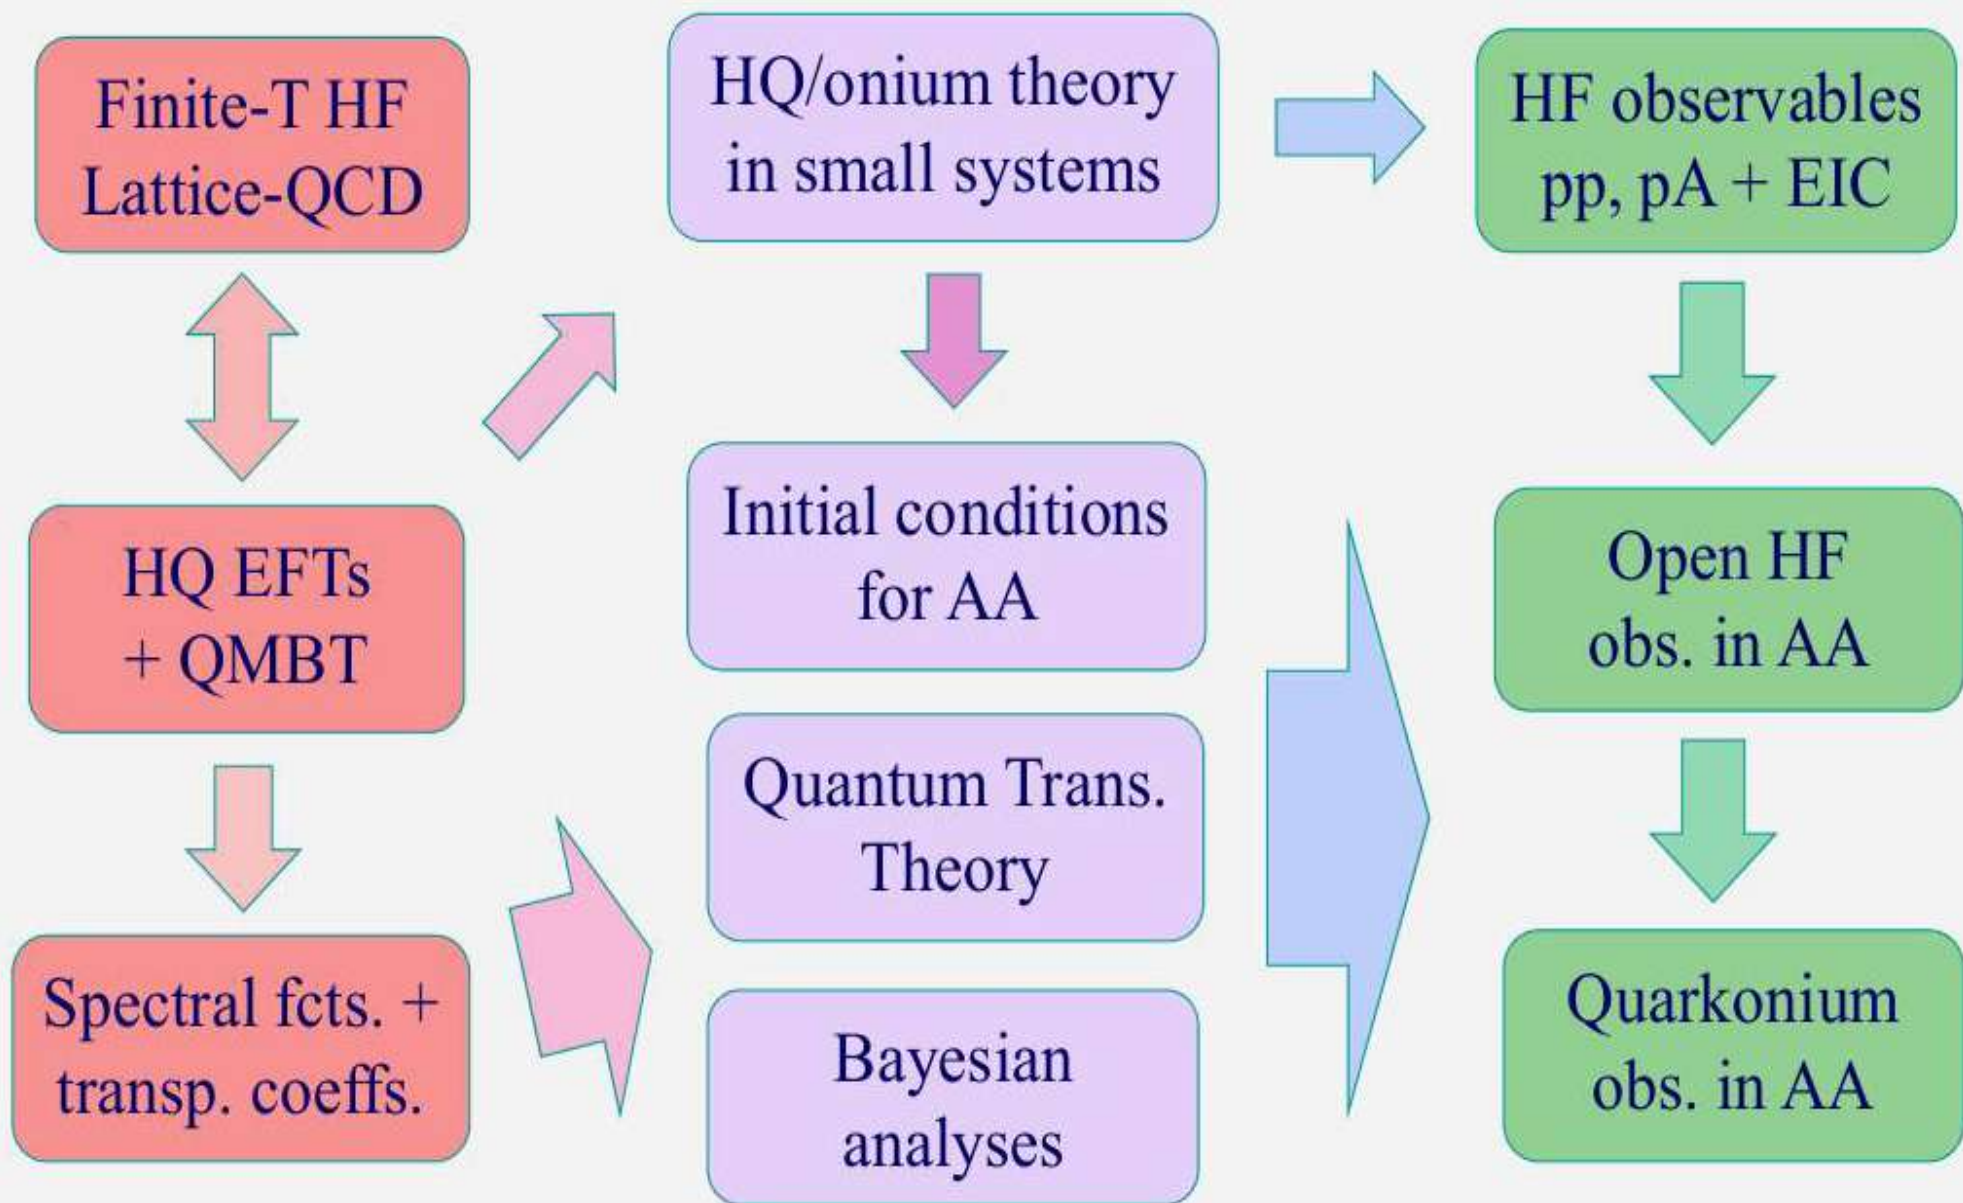 Finite-T HF
Lattice-QCD
HQ EFTs
+ QMBT
Spectral fcts. +
transp. coeffs.
HQ/onium theory
in small systems
Initial conditions
for AA
Quantum Trans.
Theory
Bayesian
analyses
HF observables
pp, pA + EIC
Open HF
obs. in AA
Quarkonium
obs. in AA